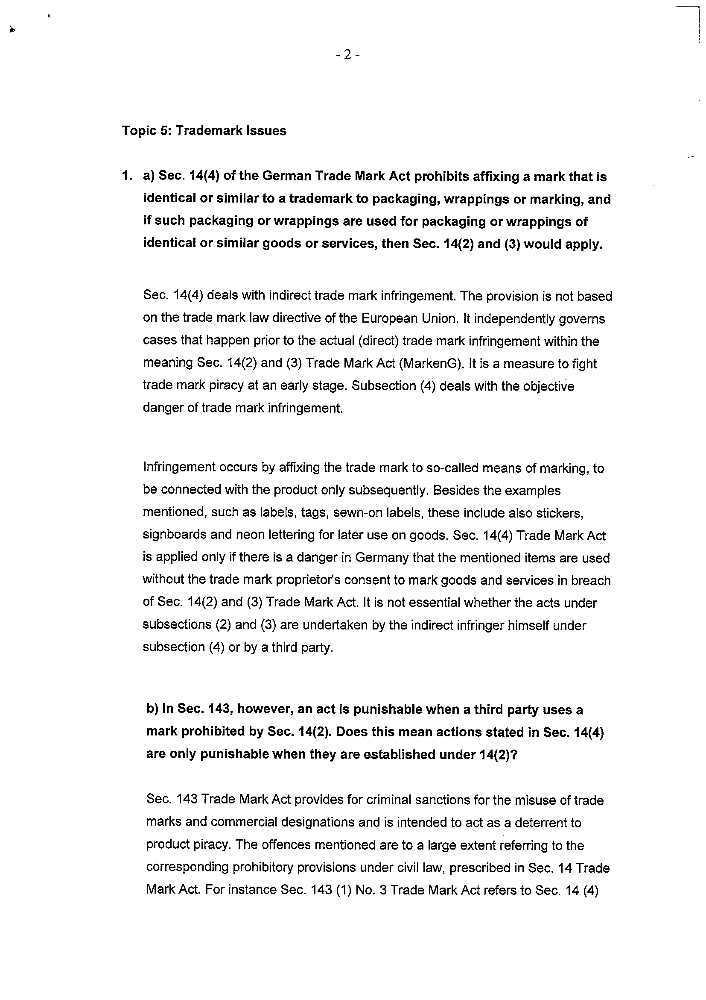 - 2 -
Topic 5: Trademark Issues
1. a) Sec. 14(4) of the German Trade Mark Act prohibits affixing a mark that is
identical or similar to a trademark to packaging, wrappings or marking, and
if such packaging or wrappings are used for packaging or wrappings of
identical or similar goods or services, then Sec. 14(2) and (3) would apply.
Sec. 14(4) deals with indirect trade mark infringement. The provision is not based
on the trade mark law directive of the European Union. It independently governs
cases that happen prior to the actual (direct) trade mark infringement within the
meaning Sec. 14(2) and (3) Trade Mark Act (MarkenG). It is a measure to fight
trade mark piracy at an early stage. Subsection (4) deals with the objective
danger of trade mark infringement.
Infringement occurs by affixing the trade mark to so-called means of marking, to
be connected with the product only subsequently. Besides the examples
mentioned, such as labels, tags, sewn-on labels, these include also stickers,
signboards and neon lettering for later use on goods. Sec. 14(4) Trade Mark Act
is applied only if there is a danger in Germany that the mentioned items are used
without the trade mark proprietor's consent to mark goods and services in breach
of Sec. 14(2) and (3) Trade Mark Act. It is not essential whether the acts under
subsections (2) and (3) are undertaken by the indirect infringer himself under
subsection (4) or by a third party.
b) In Sec. 143, however, an act is punishable when a third party uses a
mark prohibited by Sec. 14(2). Does this mean actions stated in Sec. 14(4)
are only punishable when they are established under 14(2)?
Sec. 143 Trade Mark Act provides for criminal sanctions for the misuse of trade
marks and commercial designations and is intended to act as a deterrent to
product piracy. The offences mentioned are to a large extent referring to the
corresponding prohibitory provisions under civil law, prescribed in Sec. 14 Trade
Mark Act. For instance Sec. 143 (1) No. 3 Trade Mark Act refers to Sec. 14 (4)